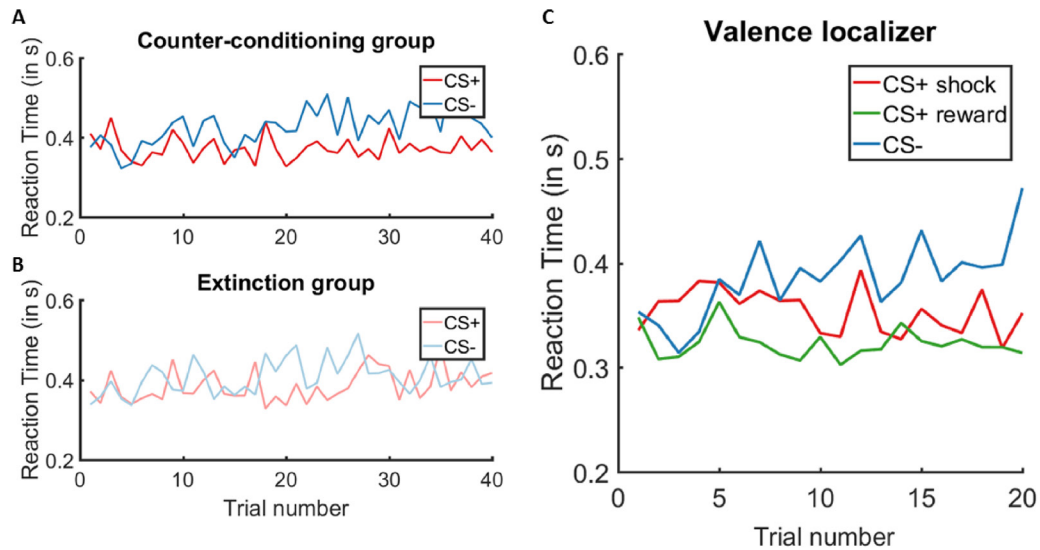 A
Counter-conditioning group
Reaction Time (in s)
0.6
0.4
0.2
CS+
CS-
0
10
20
30
40
B
Extinction group
Reaction Time (in s)
0.6
0.4
0.2
CS+
CS-
0
10
20
30
40
Trial number
C
Valence localizer
Reaction Time (in s)
0.6
0.5
0.4
0.3
0.2
CS+ shock
CS+ reward
CS-
0
5
10
15
20
Trial number